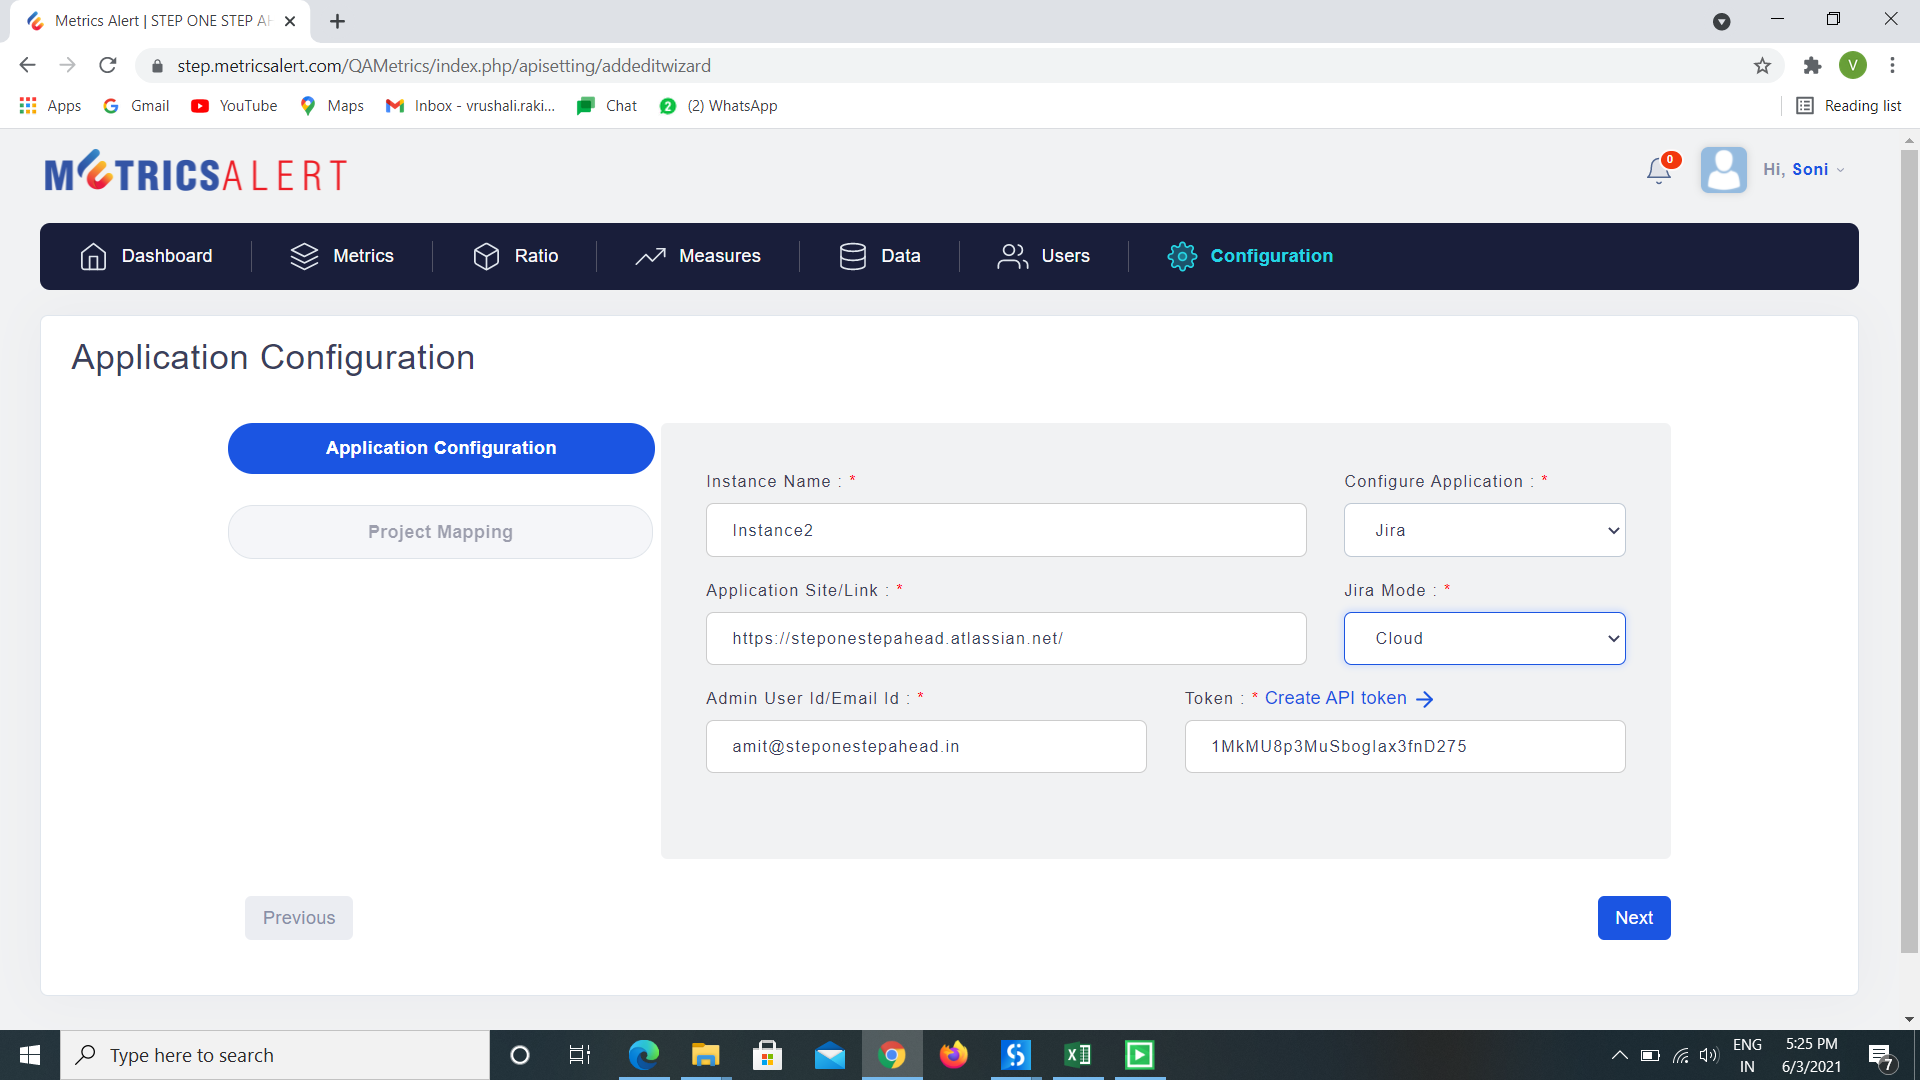 Metrics Alert | STEP ONE STEP AH
step.metricsalert.com/QAMetrics/index.php/apisetting/addeditwizard
V
Apps Gmail YouTube Maps Inbox - vrushali.raki... Chat 2 (2) WhatsApp Reading list
METRICSALERT
0
Hi, Soni
Dashboard Metrics Ratio Measures Data Users Configuration
Application Configuration
Application Configuration
Project Mapping
Instance Name : * Configure Application : *
Instance2 Jira
Application Site/Link : * Jira Mode : *
https://steponestepahead.atlassian.net/ Cloud
Admin User Id/Email Id : * Token : * Create API token
amit@steponestepahead.in 1MkMU8p3MuSboglax3fnD275
Previous Next
Type here to search
ENG
IN
5:25 PM
6/3/2021
7